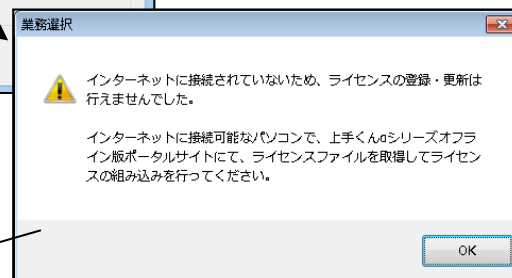 業務選択
インターネットに接続されていないため、ライセンスの登録・更新は
行えませんでした。
インターネットに接続可能なパソコンで、上手くんαシリーズオフラ
イン版ポータルサイトにて、ライセンスファイルを取得してライセン
スの組み込みを行ってください。
OK